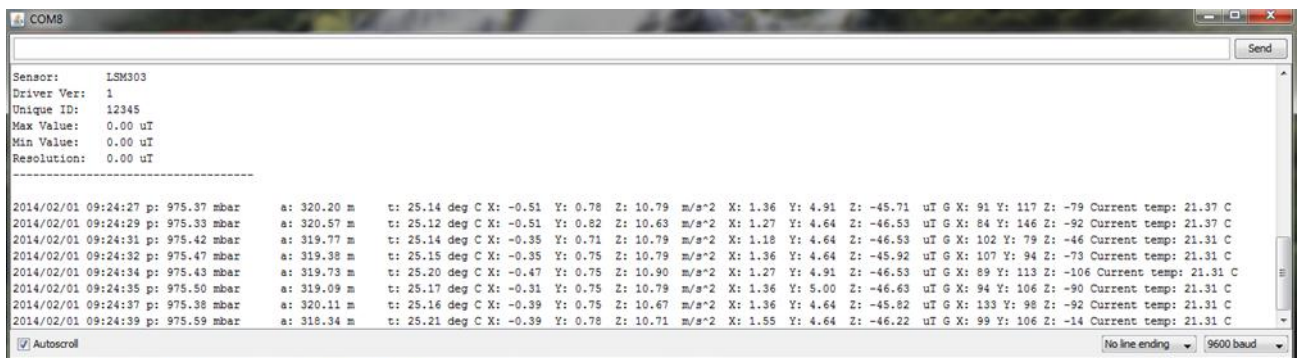 COM8
Send
Sensor: LSM303
Driver Ver: 1
Unique ID: 12345
Max Value: 0.00 uT
Min Value: 0.00 uT
Resolution: 0.00 uT
------------------------------------
2014/02/01 09:24:27 p: 975.37 mbar a: 320.20 m t: 25.14 deg C X: -0.51 Y: 0.78 Z: 10.79 m/s^2 X: 1.36 Y: 4.91 Z: -45.71 uT G X: 91 Y: 117 Z: -79 Current temp: 21.37 C
2014/02/01 09:24:29 p: 975.33 mbar a: 320.57 m t: 25.12 deg C X: -0.51 Y: 0.82 Z: 10.63 m/s^2 X: 1.27 Y: 4.64 Z: -46.53 uT G X: 84 Y: 146 Z: -92 Current temp: 21.37 C
2014/02/01 09:24:31 p: 975.42 mbar a: 319.77 m t: 25.14 deg C X: -0.35 Y: 0.71 Z: 10.79 m/s^2 X: 1.18 Y: 4.64 Z: -46.53 uT G X: 102 Y: 79 Z: -46 Current temp: 21.31 C
2014/02/01 09:24:32 p: 975.47 mbar a: 319.38 m t: 25.15 deg C X: -0.35 Y: 0.75 Z: 10.79 m/s^2 X: 1.36 Y: 4.64 Z: -45.92 uT G X: 107 Y: 94 Z: -73 Current temp: 21.31 C
2014/02/01 09:24:34 p: 975.43 mbar a: 319.73 m t: 25.20 deg C X: -0.47 Y: 0.75 Z: 10.90 m/s^2 X: 1.27 Y: 4.91 Z: -46.53 uT G X: 89 Y: 113 Z: -106 Current temp: 21.31 C
2014/02/01 09:24:35 p: 975.50 mbar a: 319.09 m t: 25.17 deg C X: -0.31 Y: 0.75 Z: 10.79 m/s^2 X: 1.36 Y: 5.00 Z: -46.63 uT G X: 94 Y: 106 Z: -90 Current temp: 21.31 C
2014/02/01 09:24:37 p: 975.38 mbar a: 320.11 m t: 25.16 deg C X: -0.39 Y: 0.75 Z: 10.67 m/s^2 X: 1.36 Y: 4.64 Z: -45.82 uT G X: 133 Y: 98 Z: -92 Current temp: 21.31 C
2014/02/01 09:24:39 p: 975.59 mbar a: 318.34 m t: 25.21 deg C X: -0.39 Y: 0.78 Z: 10.71 m/s^2 X: 1.55 Y: 4.64 Z: -46.22 uT G X: 99 Y: 106 Z: -14 Current temp: 21.31 C
Autoscroll No line ending 9600 baud